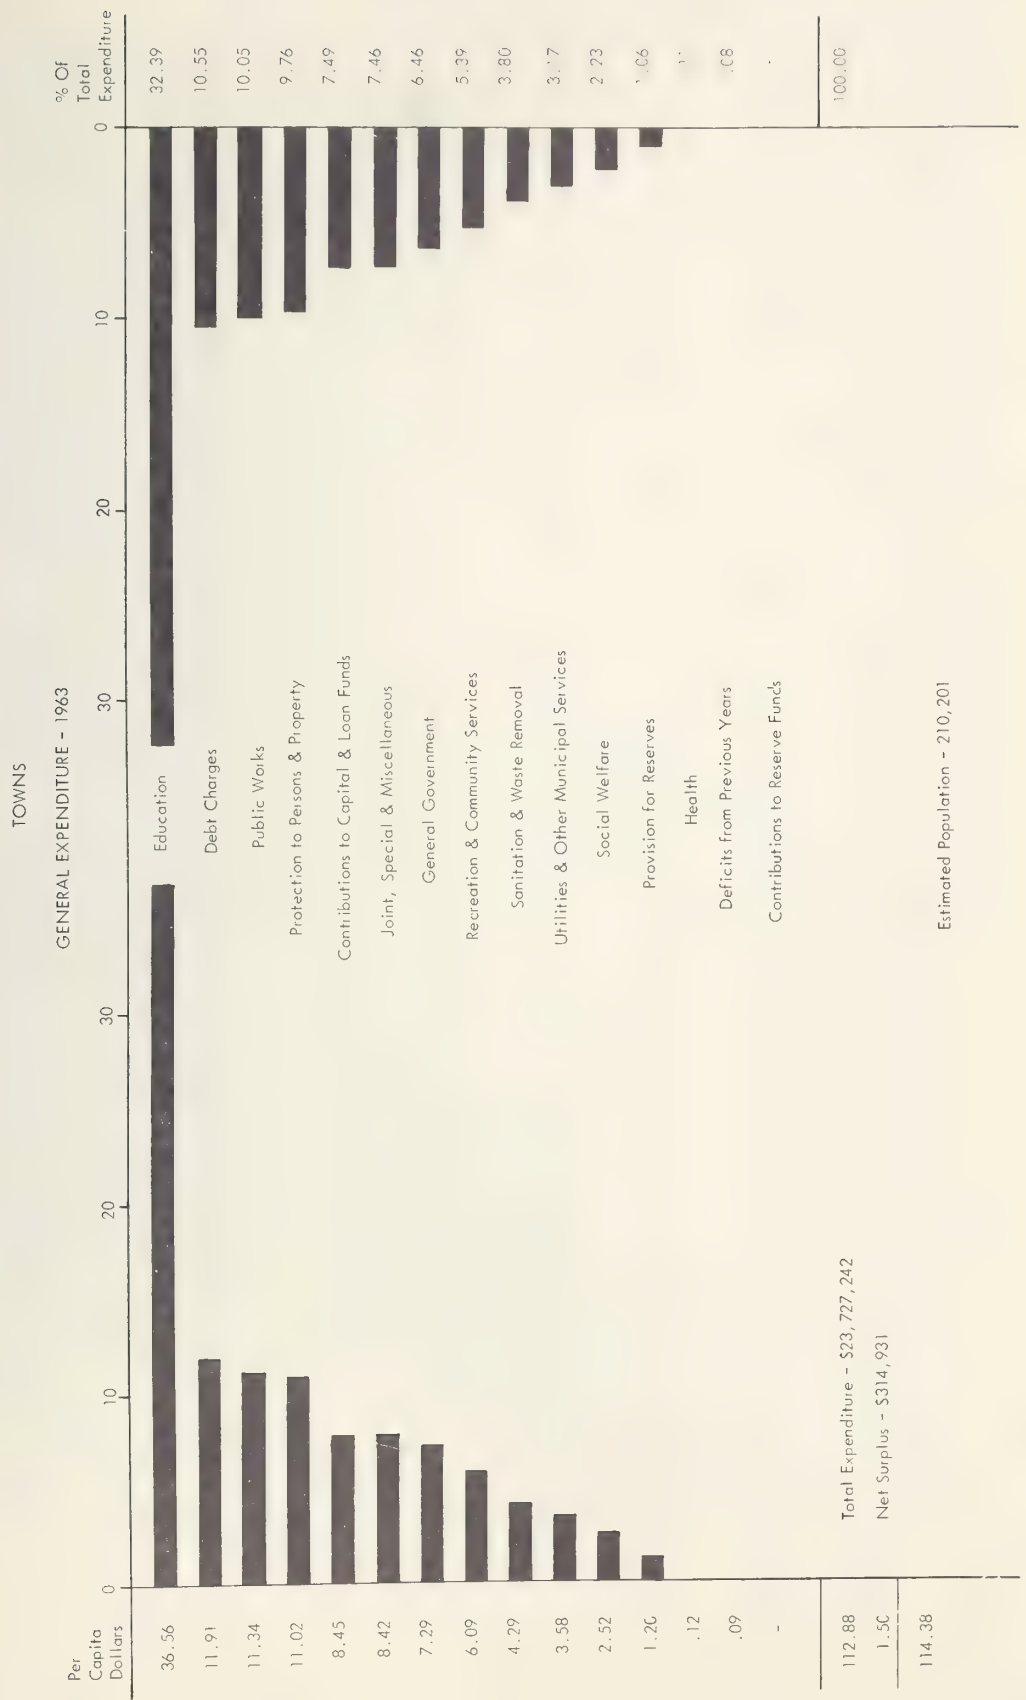 TOWNS
GENERAL EXPENDITURE - 1963
Per
Capita
Dollars
0
10
20
30
30
20
10
0
% Of
Total
Expenditure
36.56 Education 32.39
11.91 Debt Charges 10.55
11.34 Public Works 10.05
11.02 Protection to Persons & Property 9.76
8.45 Contributions to Capital & Loan Funds 7.49
8.42 Joint, Special & Miscellaneous 7.46
7.29 General Government 6.46
6.09 Recreation & Community Services 5.39
4.29 Sanitation & Waste Removal 3.80
3.58 Utilities & Other Municipal Services
2.52 Social Welfare 2.23
1.20 Provision for Reserves
.12 Health
.09 Deficits from Previous Years .08
- Contributions to Reserve Funds -
112.88 Total Expenditure - $23,727,242 100.00
1.50 Net Surplus - $314,931
114.38
Estimated Population - 210,201